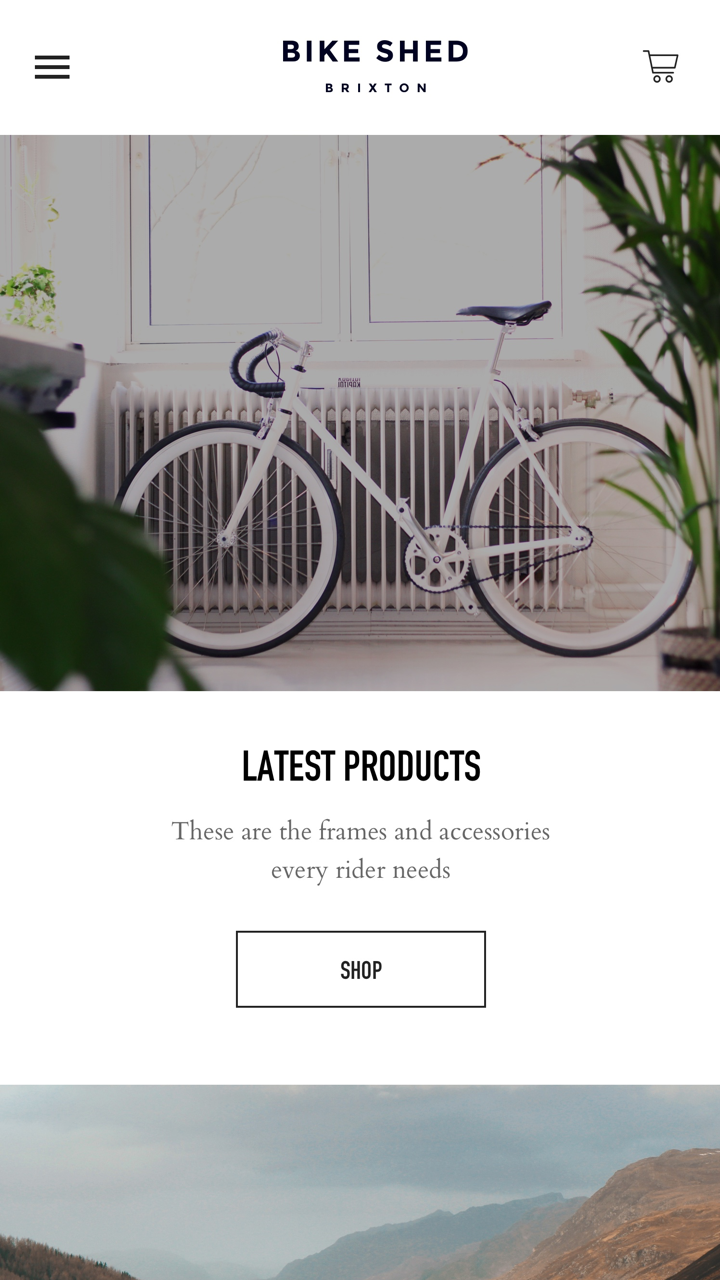 BIKE SHED
BRIXTON
LATEST PRODUCTS
These are the frames and accessories
every rider needs
SHOP